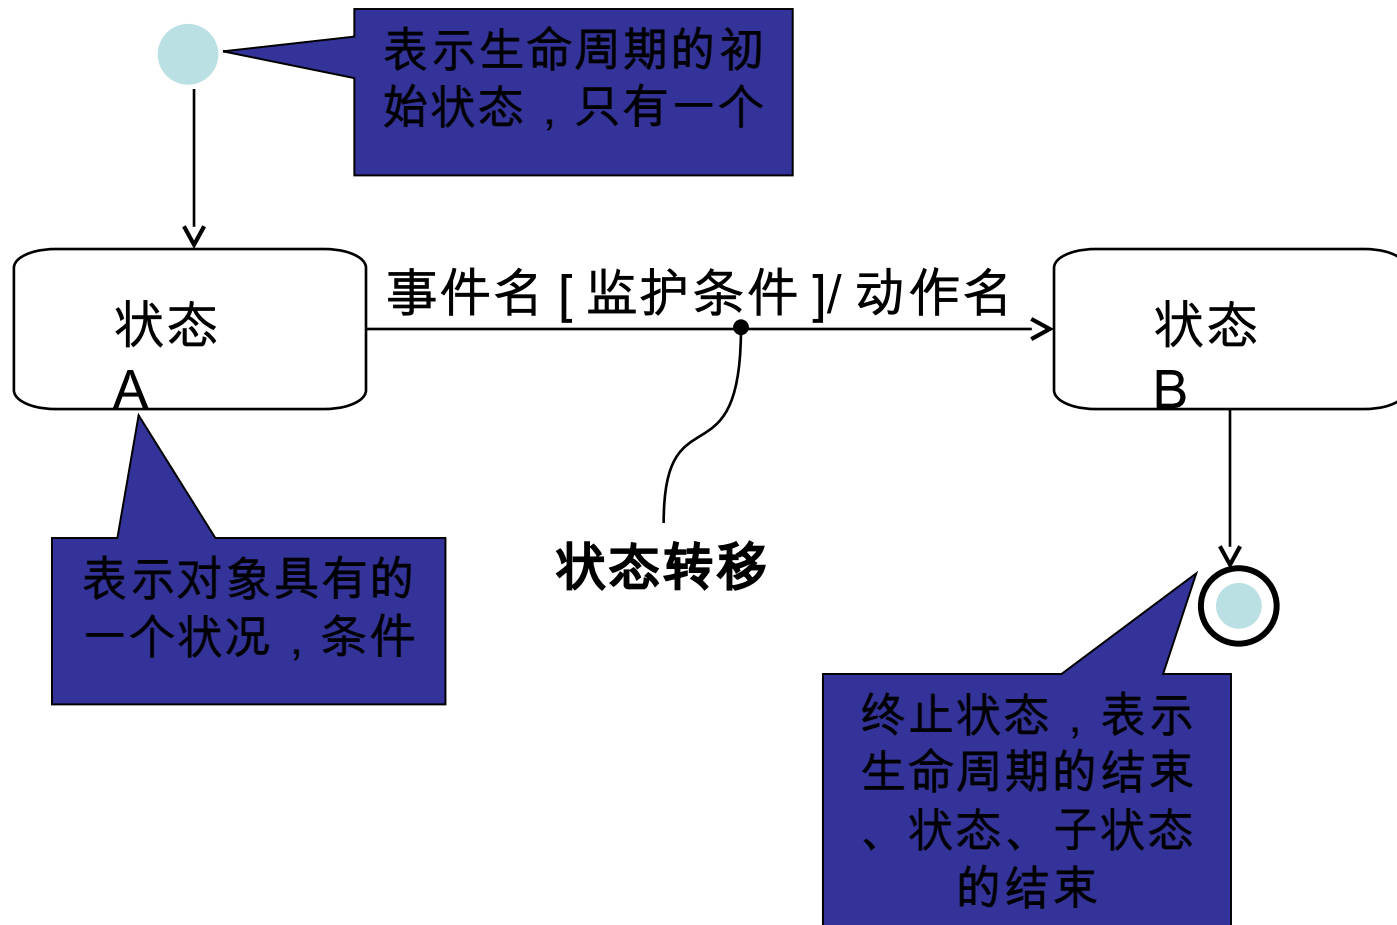 表示生命周期的初
始状态，只有一个
事件名 [ 监护条件 ]/ 动作名
状态
A
状态
B
状态转移
表示对象具有的
一个状况，条件
终止状态，表示
生命周期的结束
、状态、子状态
的结束